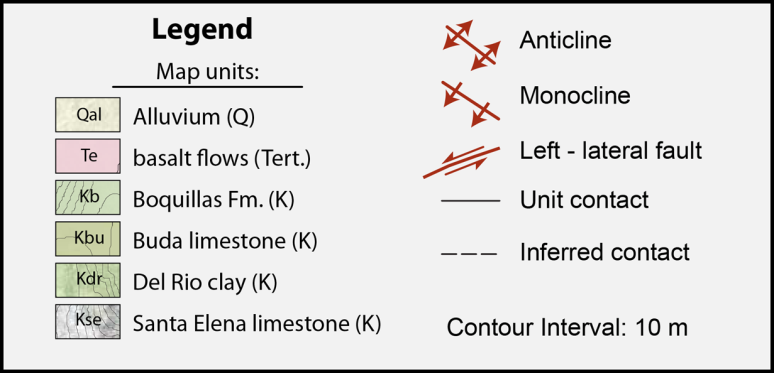 Legend
Map units:
Qal Alluvium (Q)
Te basalt flows (Tert.)
Kb Boquillas Fm. (K)
Kbu Buda limestone (K)
Kdr Del Rio clay (K)
Kse Santa Elena limestone (K)
Anticline
Monocline
Left - lateral fault
Unit contact
Inferred contact
Contour Interval: 10 m